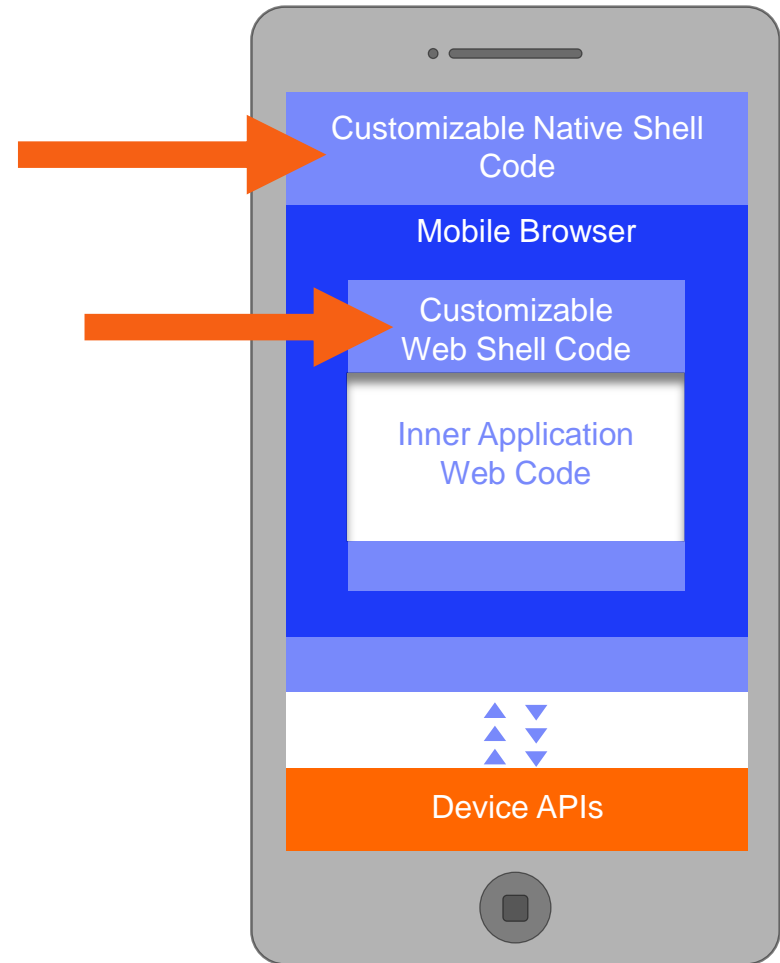 Customizable Native Shell
Code
Mobile Browser
Customizable
Web Shell Code
Inner Application
Web Code
Device APIs